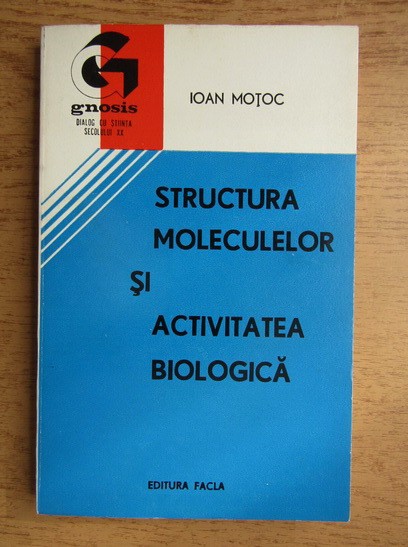 gnosis
DIALOG CU ȘTIINȚA
SECOLULUI XX
IOAN MOȚOC
STRUCTURA
MOLECULELOR
ȘI
ACTIVITATEA
BIOLOGICĂ
EDITURA FACLA